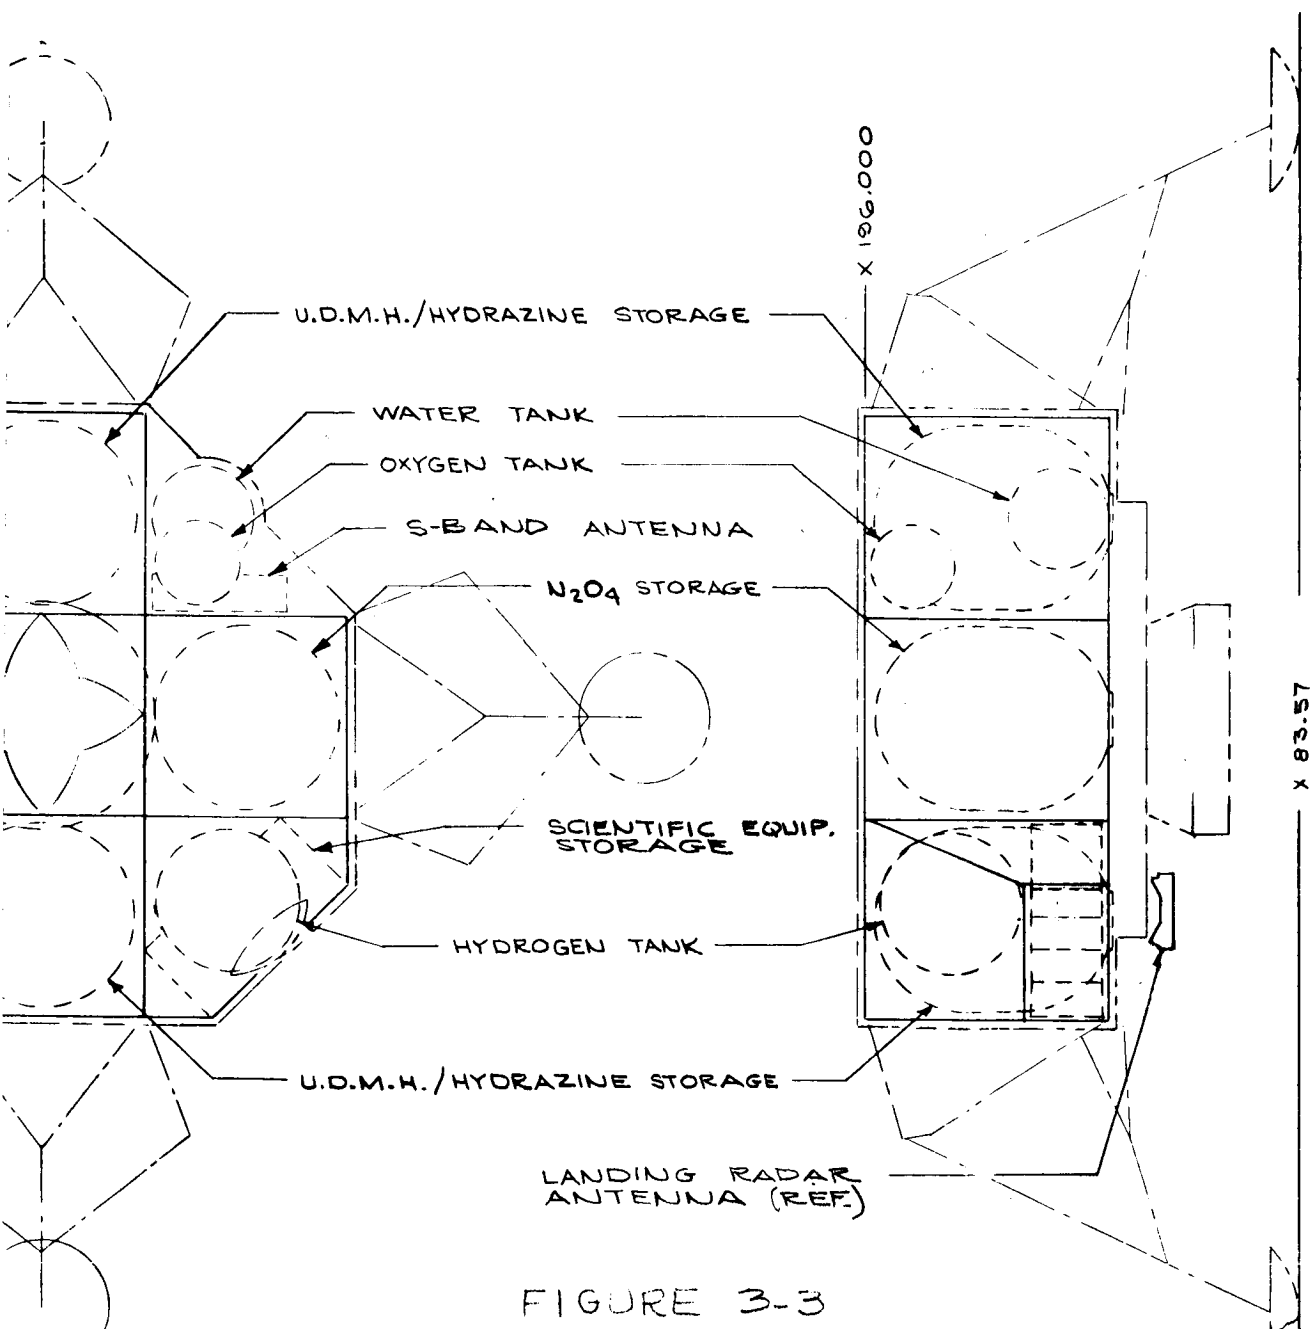 X 196.000
U.D.M.H./HYDRAZINE STORAGE
WATER TANK
OXYGEN TANK
S-BAND ANTENNA
N₂O₄ STORAGE
X 83.57
SCIENTIFIC EQUIP.
STORAGE
HYDROGEN TANK
U.D.M.H./HYDRAZINE STORAGE
LANDING RADAR
ANTENNA (REF.)
FIGURE 3-3